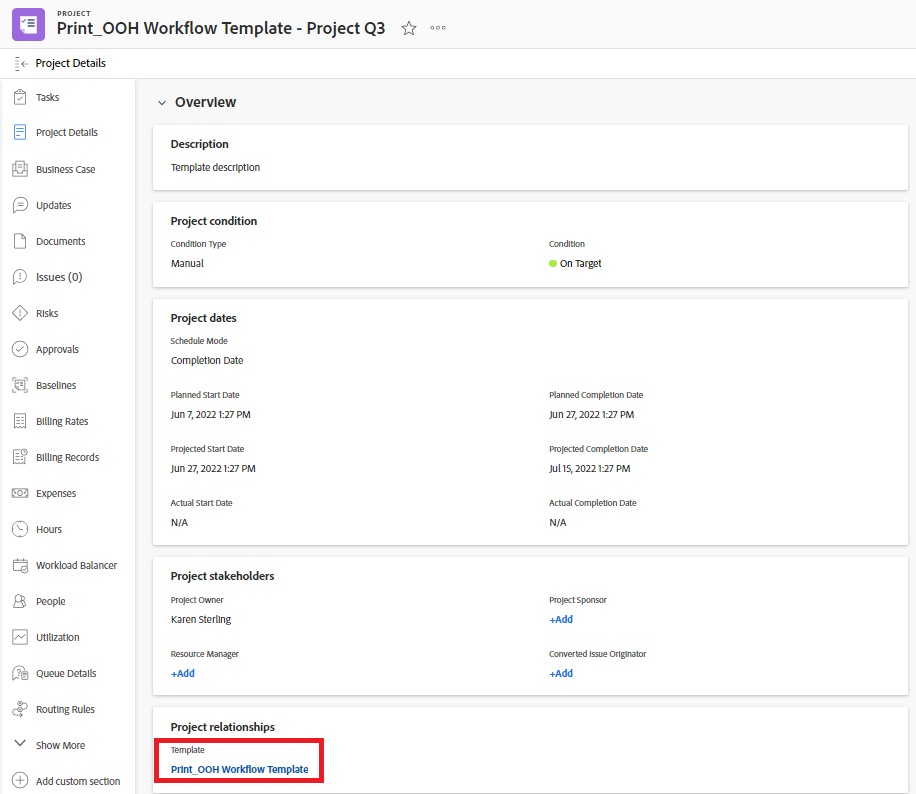 PROJECT
Print_OOH Workflow Template - Project Q3
Project Details
Tasks
Project Details
Business Case
Updates
Documents
Issues (0)
Risks
Approvals
Baselines
Billing Rates
Billing Records
Expenses
Hours
Workload Balancer
People
Utilization
Queue Details
Routing Rules
Show More
Add custom section
Overview
Description
Template description
Project condition
Condition Type
Condition
Manual
On Target
Project dates
Schedule Mode
Completion Date
Planned Start Date
Planned Completion Date
Jun 7, 2022 1:27 PM
Jun 27, 2022 1:27 PM
Projected Start Date
Projected Completion Date
Jun 27, 2022 1:27 PM
Jul 15, 2022 1:27 PM
Actual Start Date
Actual Completion Date
N/A
N/A
Project stakeholders
Project Owner
Project Sponsor
Karen Sterling
+Add
Resource Manager
Converted Issue Originator
+Add
+Add
Project relationships
Template
Print_OOH Workflow Template